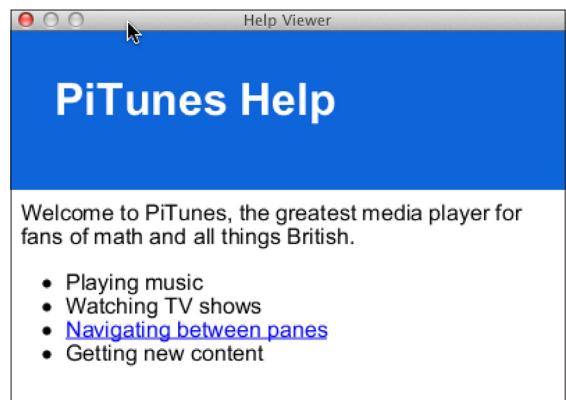 Help Viewer
PiTunes Help
Welcome to PiTunes, the greatest media player for
fans of math and all things British.
• Playing music
• Watching TV shows
• Navigating between panes
• Getting new content